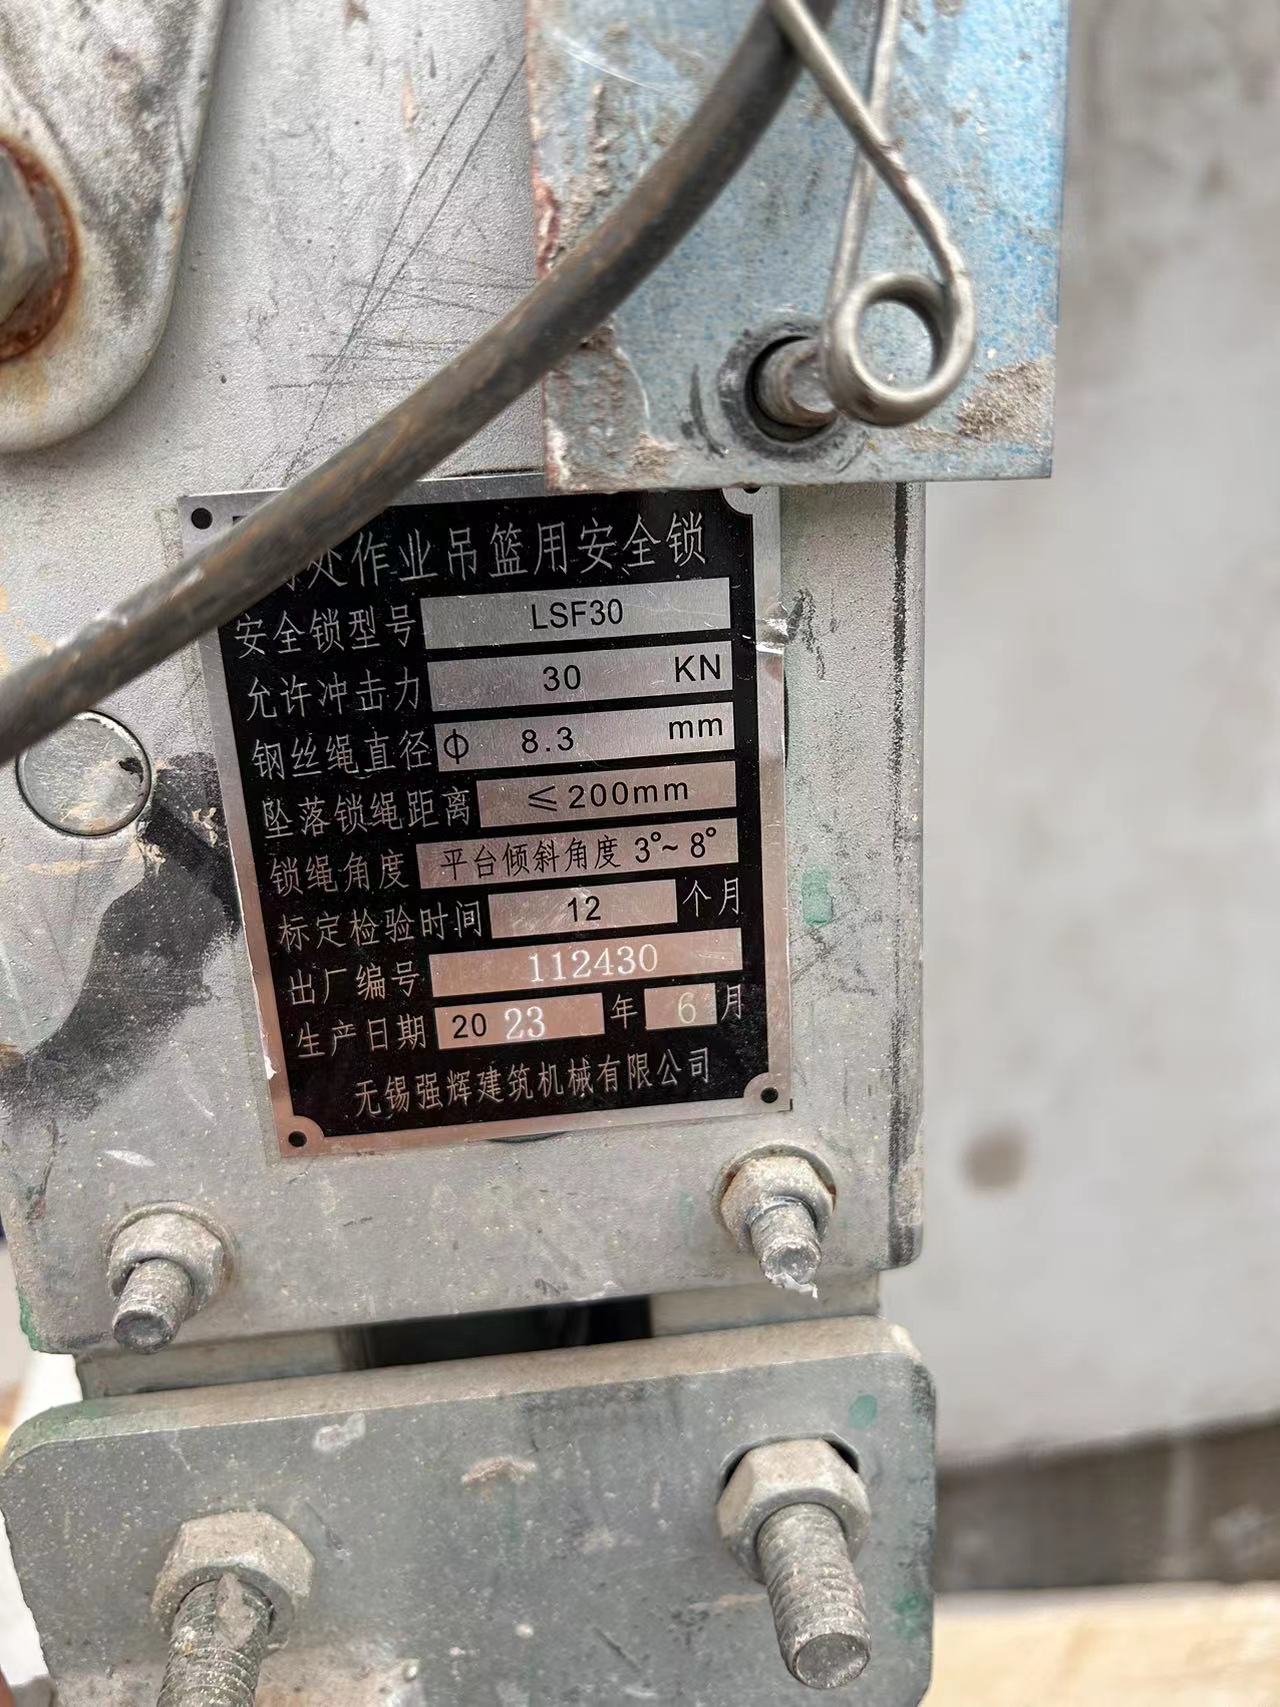 处作业吊篮用安全锁
安全锁型号 LSF30
允许冲击力 30 KN
钢丝绳直径 Φ 8.3 mm
坠落锁绳距离 ≤200mm
锁绳角度 平台倾斜角度 3°~8°
标定检验时间 12 个月
出厂编号 112430
生产日期 2023 年 6 月
无锡强辉建筑机械有限公司